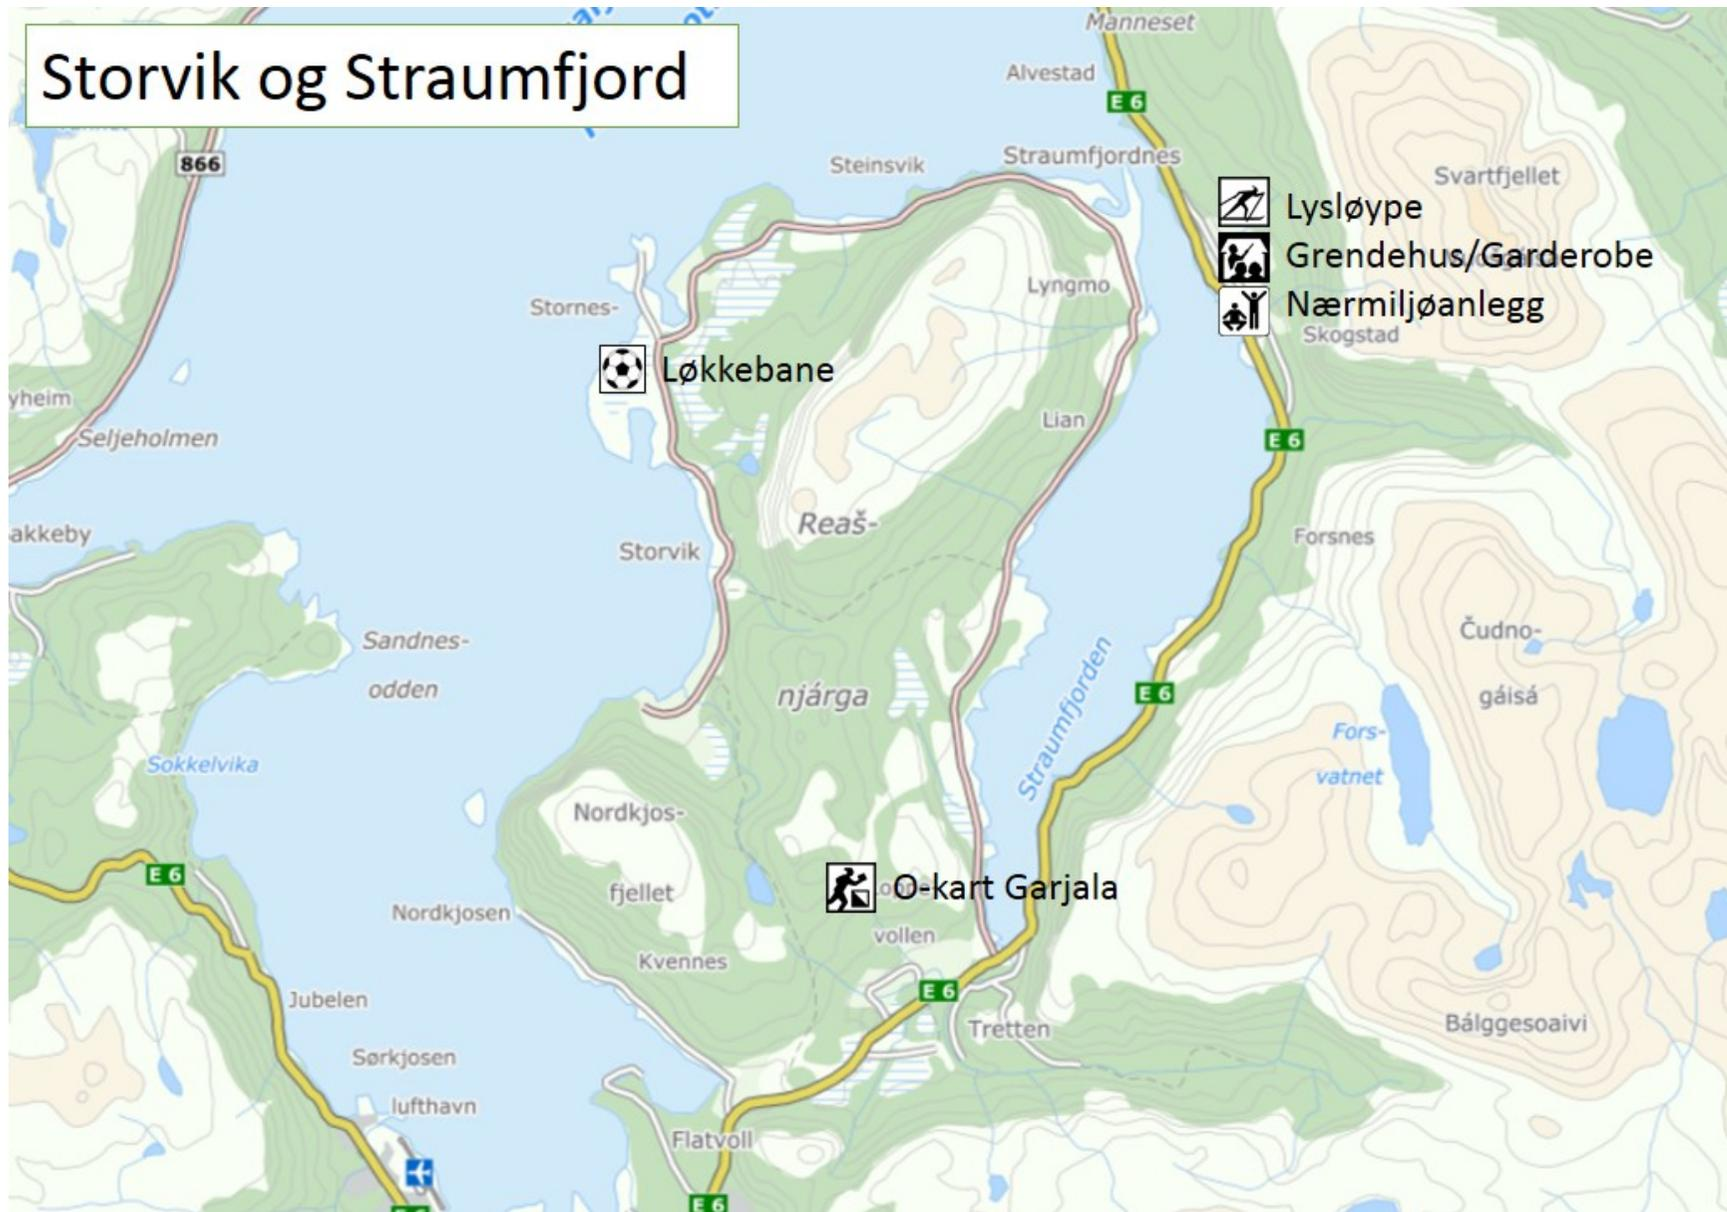 Storvik og Straumfjord
Manneset
Alvestad
E 6
866
Steinsvik
Straumfjordnes
Svartfjellet
Lysløype
Grendehus/Garderobe
Nærmiljøanlegg
Lyngmo
Stornes-
Skogstad
Løkkebane
yheim
Seljeholmen
Lian
E 6
akkeby
Reaš-
Storvik
Forsnes
Sandnes-
odden
Čudno-
gáisá
njárga
E 6
Straumfjorden
Fors-
vatnet
Sokkelvika
Nordkjos-
fjellet
E 6
O-kart Garjala
vollen
Nordkjosen
Kvennes
E 6
Jubelen
Tretten
Bálggesoaivi
Sørkjosen
lufthavn
Flatvoll
E 6
E 6